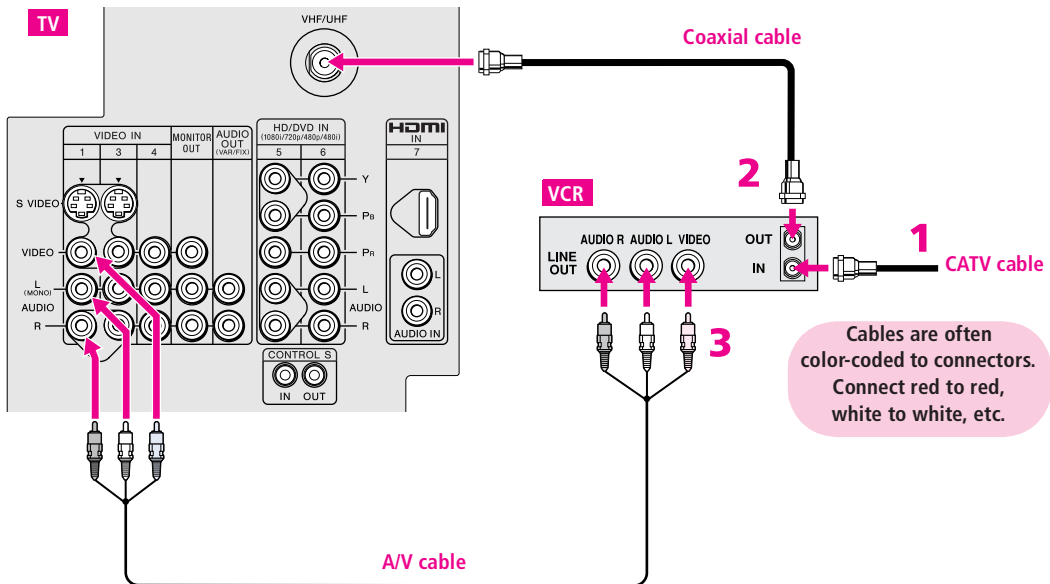 TV
VHF/UHF
Coaxial cable
VIDEO IN
1 3 4
MONITOR
OUT
AUDIO
OUT
(VAR/FIX)
HD/DVD IN
(1080i/720p/480p/480i)
5 6
HDMI
IN
7
S VIDEO
VIDEO
L
(MONO)
AUDIO
R
Y
PB
PR
L
AUDIO
R
L
R
AUDIO IN
CONTROL S
IN OUT
2
VCR
AUDIO R AUDIO L VIDEO
LINE
OUT
OUT
IN
1
CATV cable
3
Cables are often
color-coded to connectors.
Connect red to red,
white to white, etc.
A/V cable